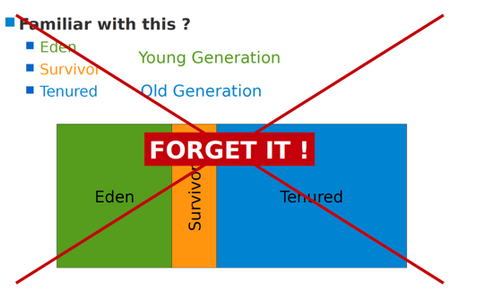 Familiar with this ?
Eden
Survivor
Tenured
Young Generation
Old Generation
FORGET IT !
Eden
Survivor
Tenured